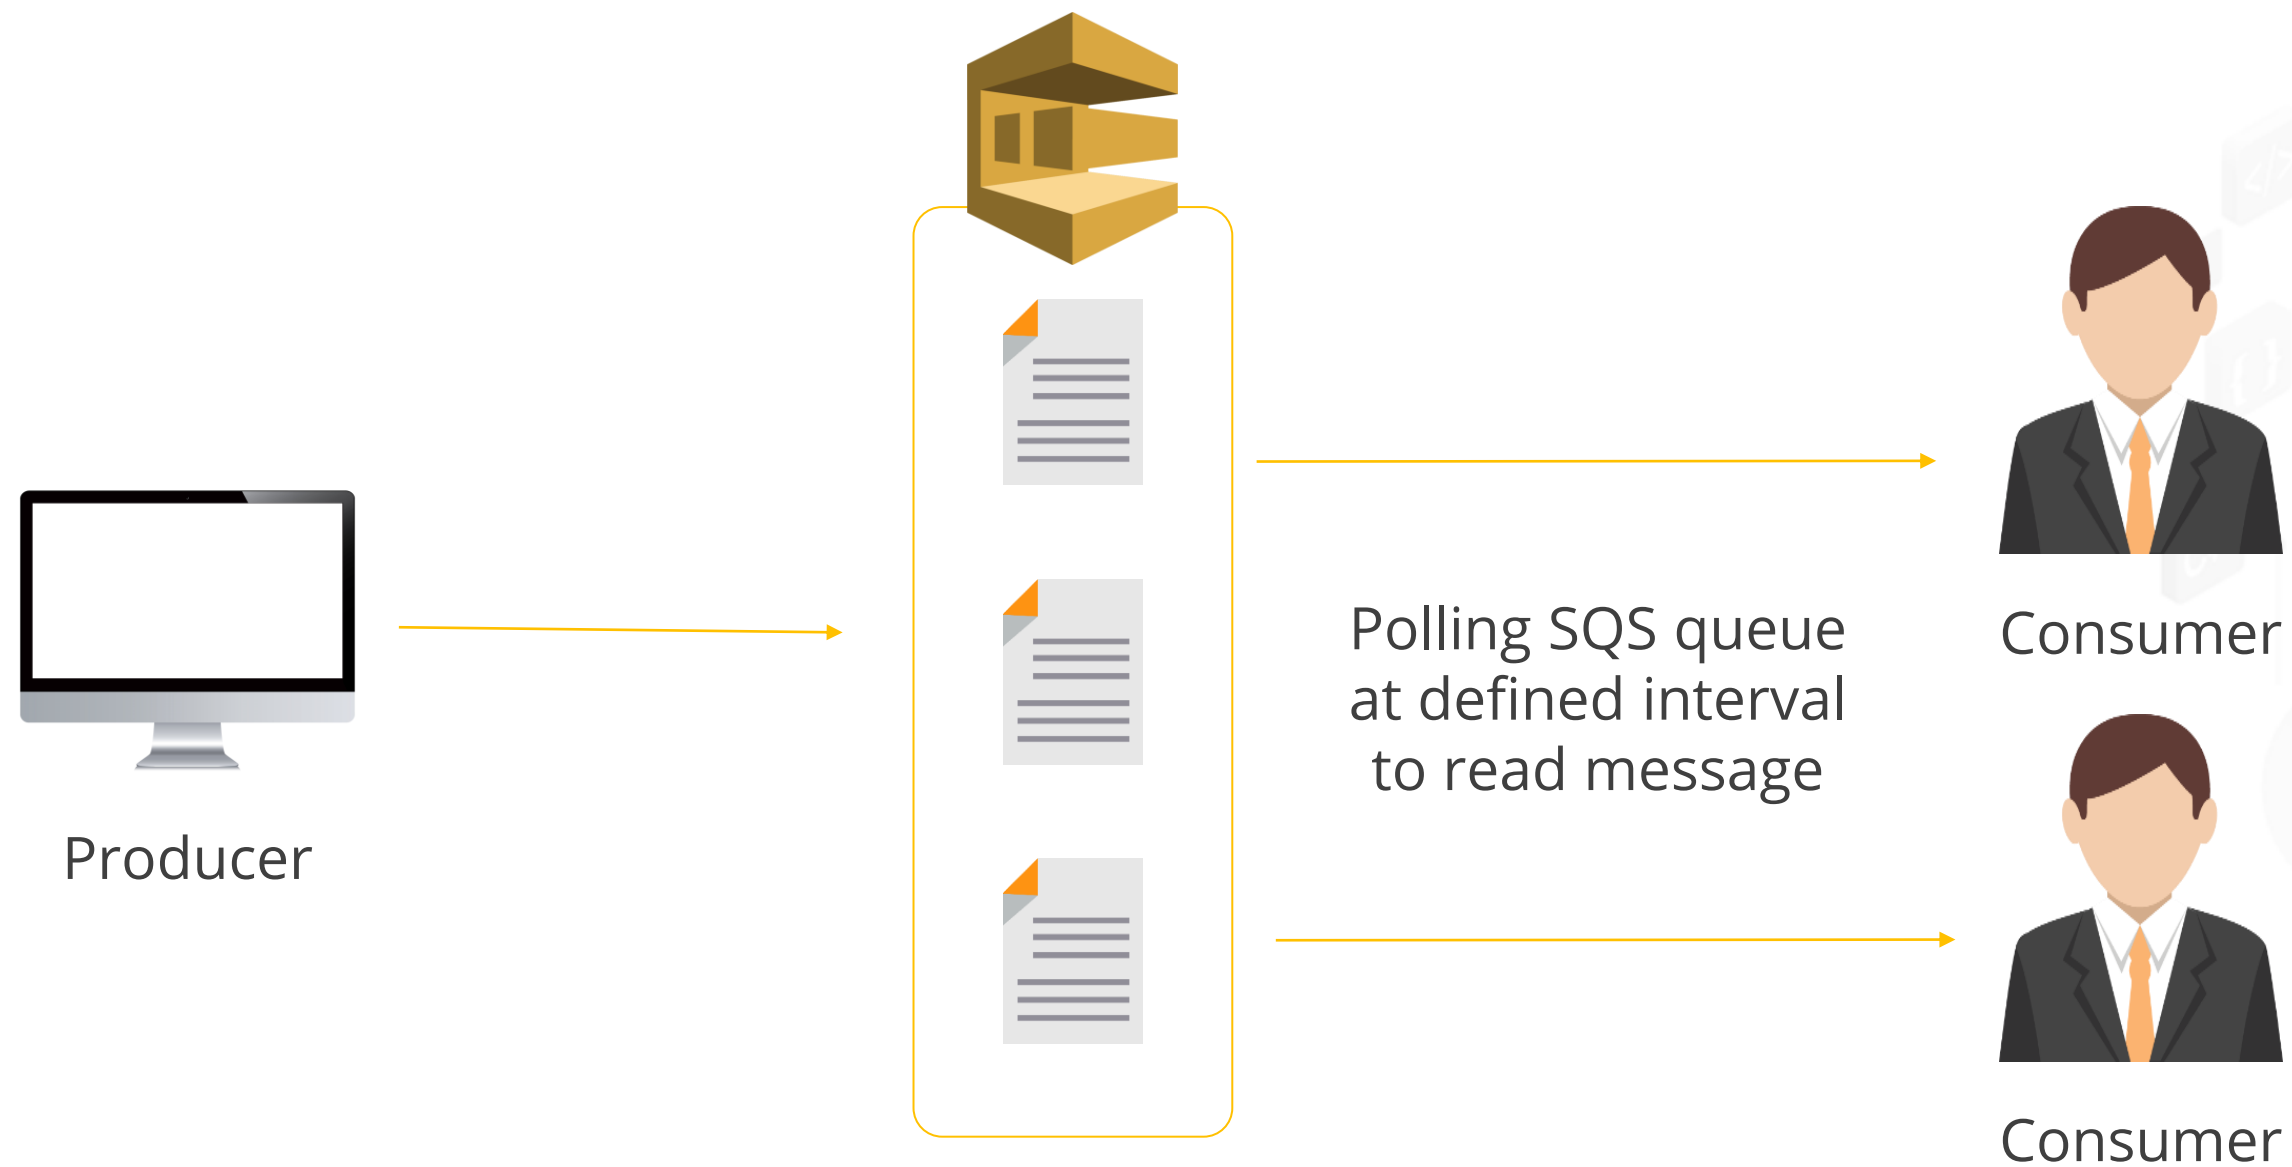 Producer
Polling SQS queue
at defined interval
to read message
Consumer
Consumer